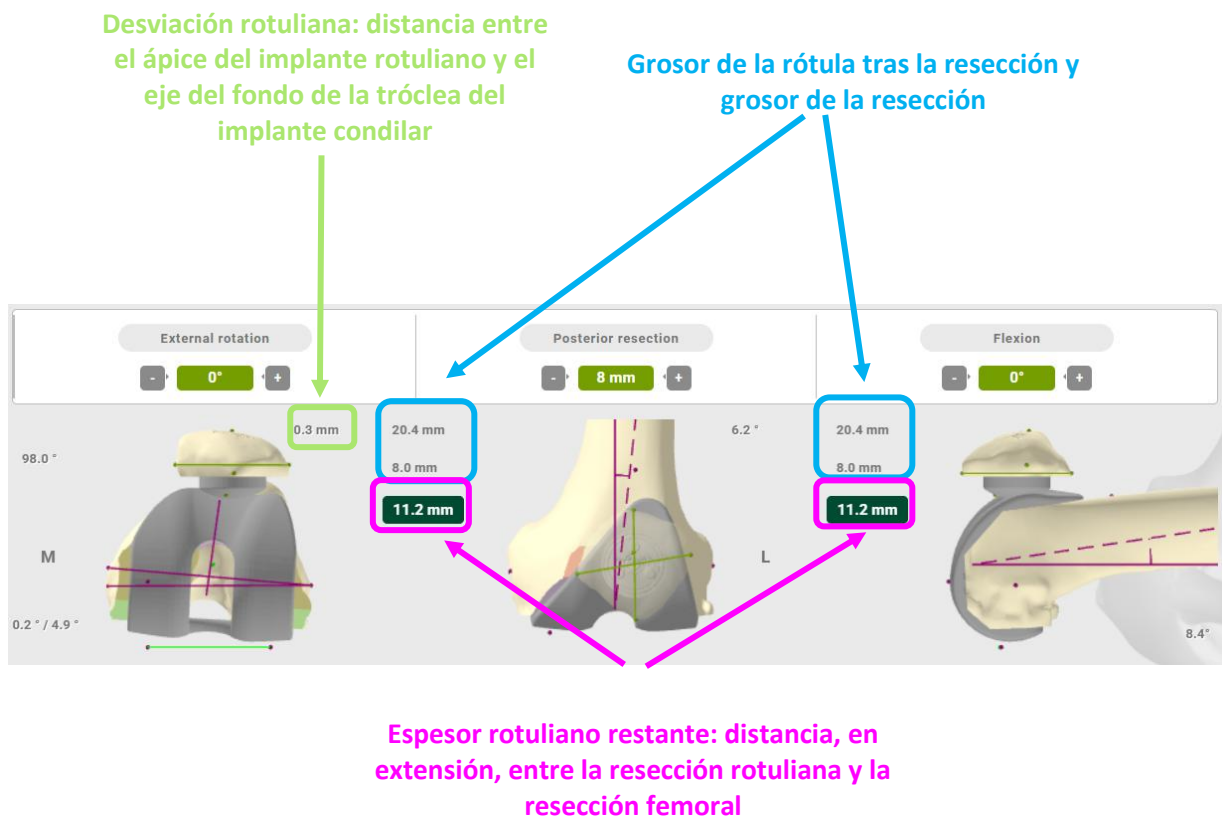 Desviación rotuliana: distancia entre
el ápice del implante rotuliano y el
eje del fondo de la tróclea del
implante condilar
Grosor de la rótula tras la resección y
grosor de la resección
External rotation
Posterior resection
Flexion
- 0° +
- 8 mm +
- 0° +
0.3 mm
20.4 mm
6.2 °
20.4 mm
98.0 °
8.0 mm
8.0 mm
11.2 mm
11.2 mm
M
L
0.2 ° / 4.9 °
8.4°
Espesor rotuliano restante: distancia, en
extensión, entre la resección rotuliana y la
resección femoral